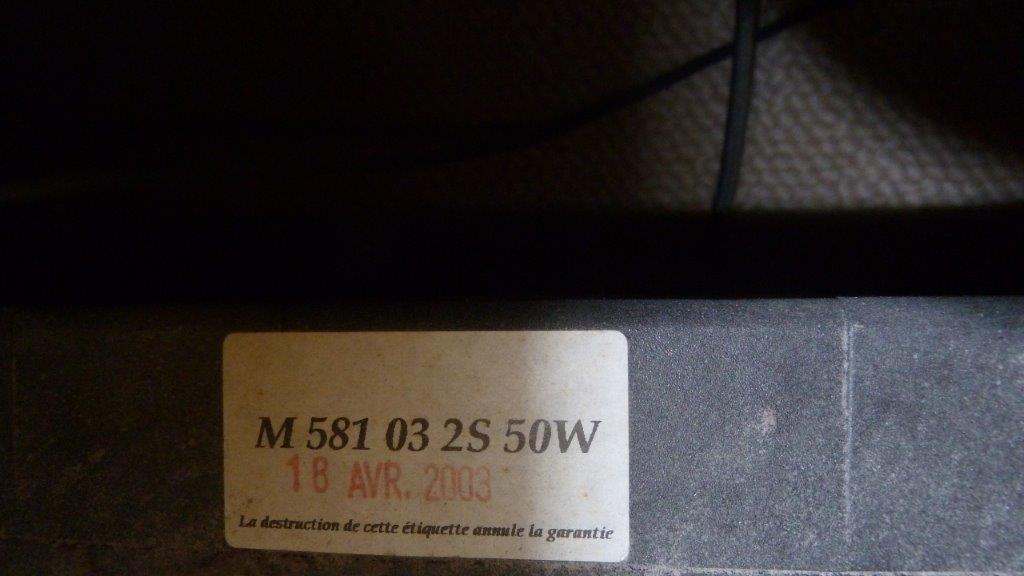 M 581 03 2S 50W
18 AVR. 2003
La destruction de cette étiquette annule la garantie